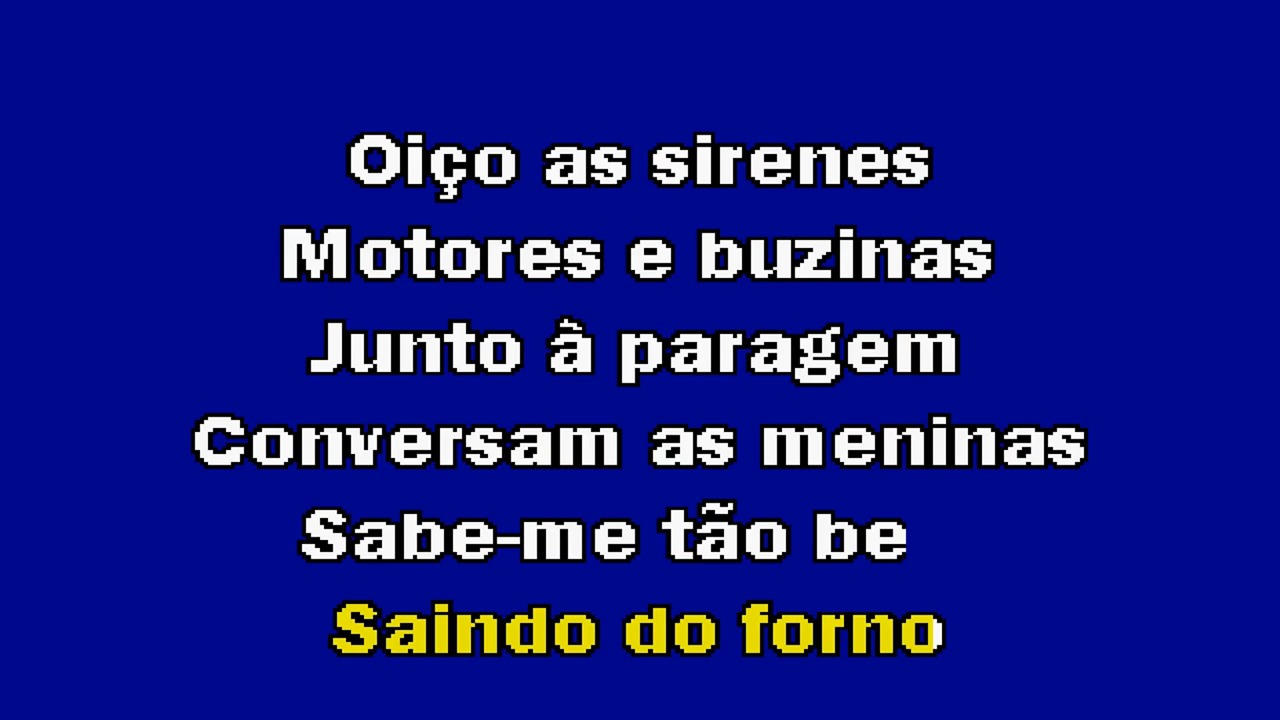 Oiço as sirenes
Motores e buzinas
Junto à paragem
Conversam as meninas
Sabe-me tão be
Saindo do forno